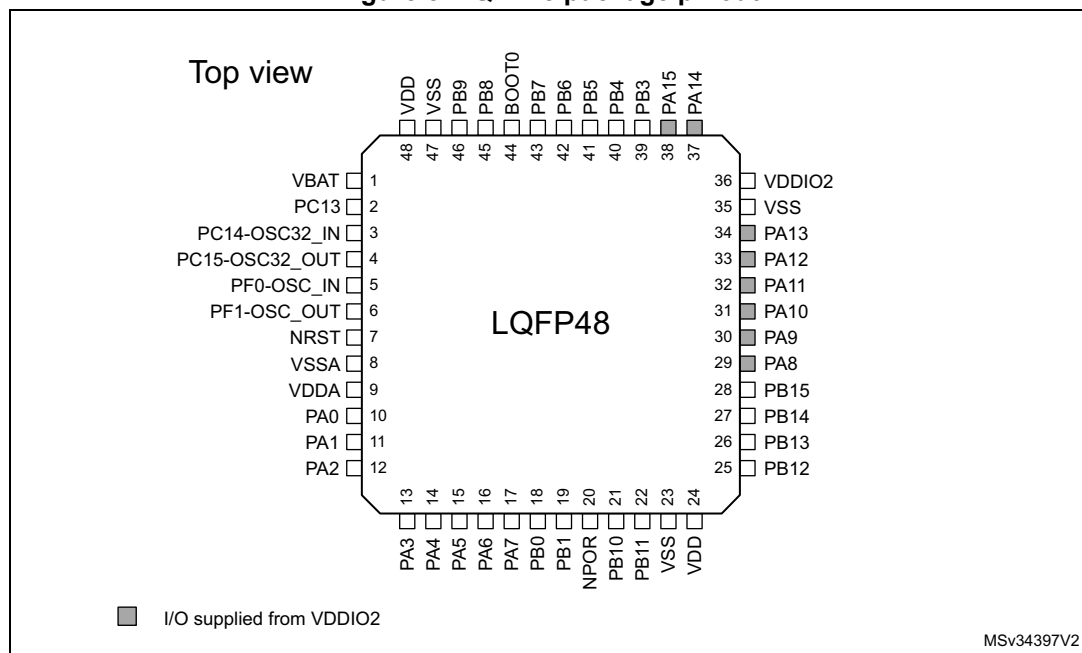 Top view
48 VDD
47 VSS
46 PB9
45 PB8
44 BOOT0
43 PB7
42 PB6
41 PB5
40 PB4
39 PB3
38 PA15
37 PA14
VBAT 1
PC13 2
PC14-OSC32_IN 3
PC15-OSC32_OUT 4
PF0-OSC_IN 5
PF1-OSC_OUT 6
NRST 7
VSSA 8
VDDA 9
PA0 10
PA1 11
PA2 12
LQFP48
36 VDDIO2
35 VSS
34 PA13
33 PA12
32 PA11
31 PA10
30 PA9
29 PA8
28 PB15
27 PB14
26 PB13
25 PB12
PA3 13
PA4 14
PA5 15
PA6 16
PA7 17
PB0 18
PB1 19
NPOR 20
PB10 21
PB11 22
VSS 23
VDD 24
I/O supplied from VDDIO2
MSv34397V2